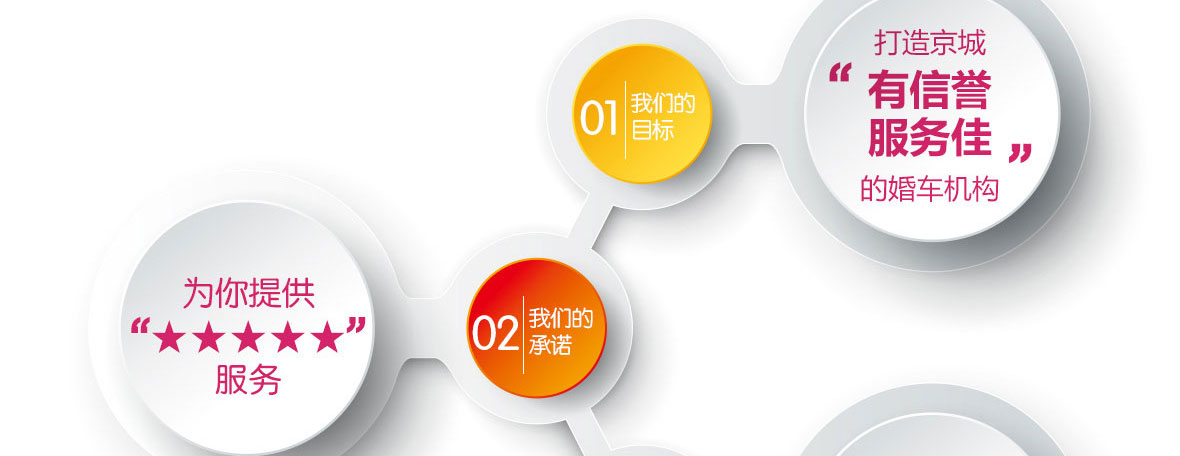 01
我们的
目标
打造京城
“有信誉
服务佳”
的婚车机构
02
我们的
承诺
为你提供
“★★★★★”
服务